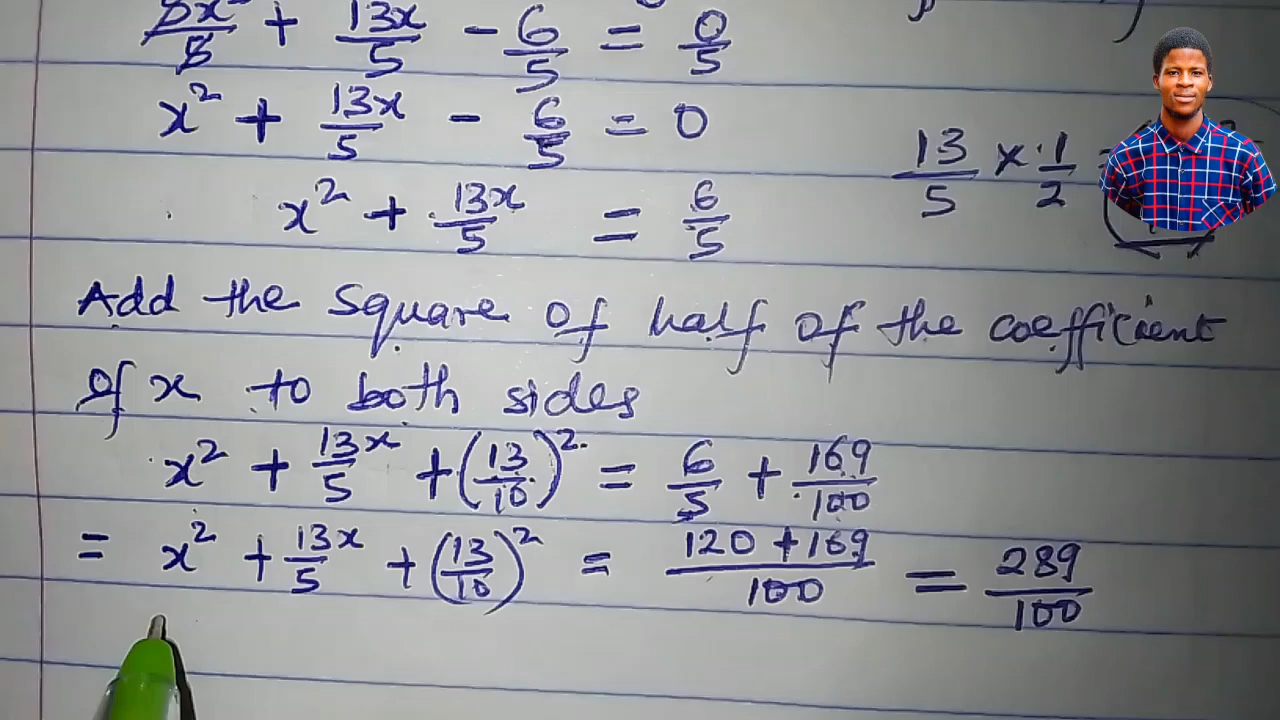 5x²/5 + 13x/5 - 6/5 = 0/5
x² + 13x/5 - 6/5 = 0
13/5 × 1/2 =
x² + 13x/5 = 6/5
Add the square of half of the coefficient
of x to both sides
x² + 13x/5 + (13/10)² = 6/5 + 169/100
= x² + 13x/5 + (13/10)² = 120 + 169/100 = 289/100